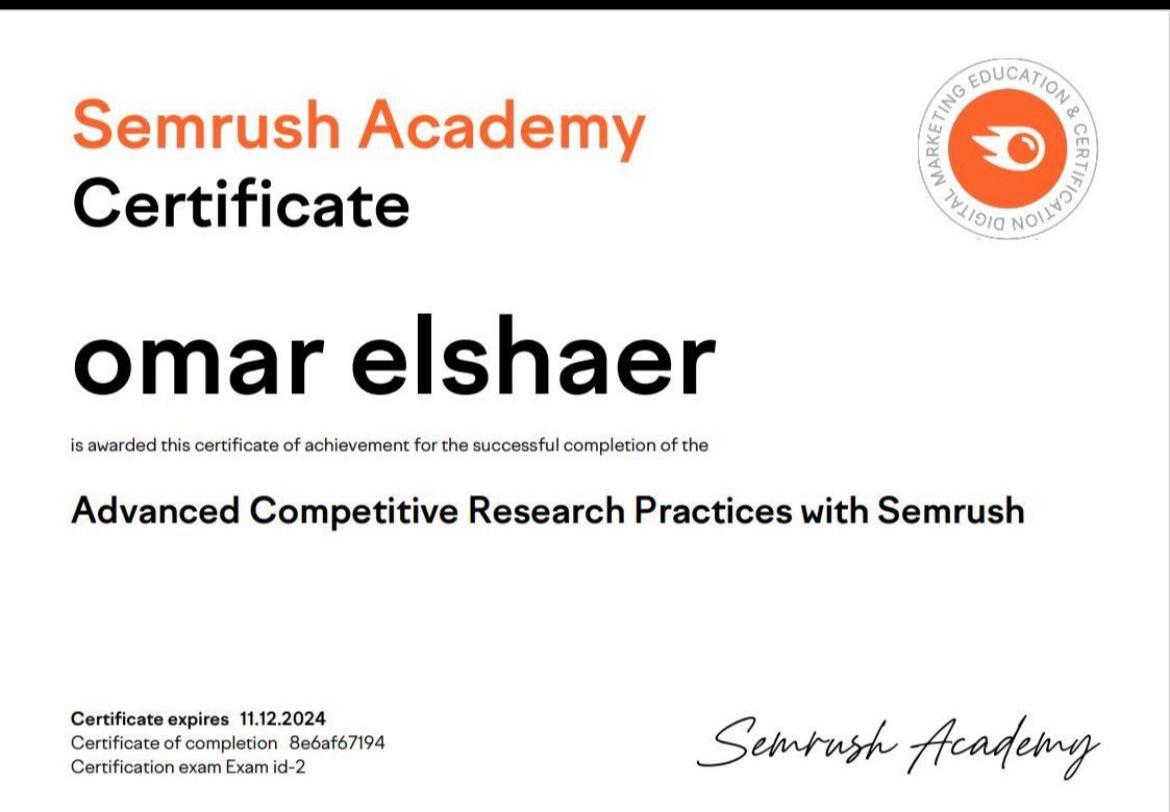 Semrush Academy
Certificate
DIGITAL MARKETING EDUCATION & CERTIFICATION
omar elshaer
is awarded this certificate of achievement for the successful completion of the
Advanced Competitive Research Practices with Semrush
Certificate expires 11.12.2024
Certificate of completion 8e6af67194
Certification exam Exam id-2
Semrush Academy